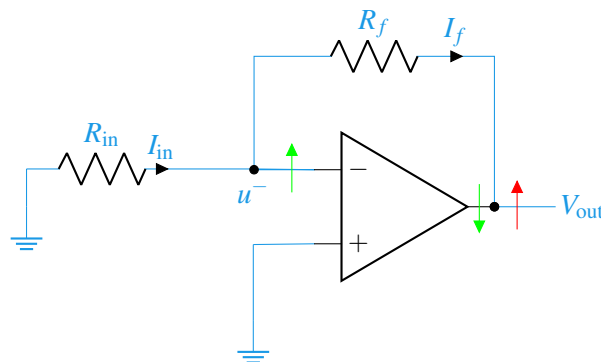 R_f
I_f
R_in
I_in
u^-
−
+
V_out